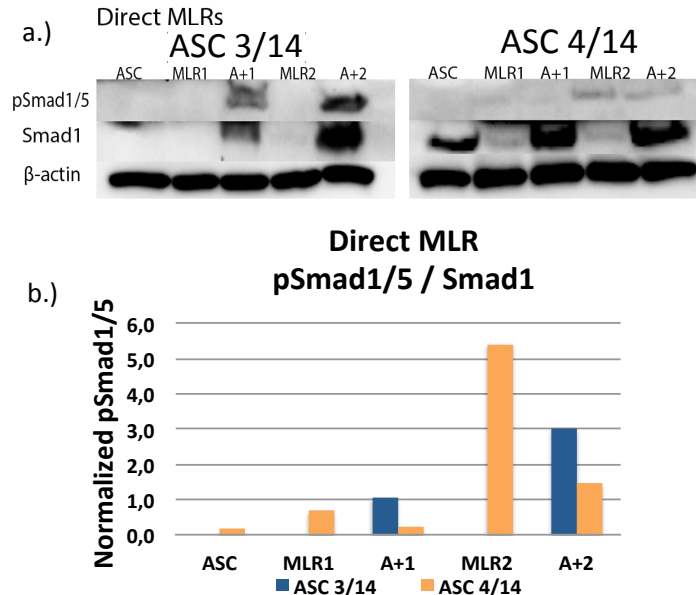 a.)
Direct MLRs
ASC 3/14
ASC 4/14
ASC MLR1 A+1 MLR2 A+2
ASC MLR1 A+1 MLR2 A+2
pSmad1/5
Smad1
β-actin
b.)
Direct MLR
pSmad1/5 / Smad1
Normalized pSmad1/5
6,0
5,0
4,0
3,0
2,0
1,0
0,0
ASC MLR1 A+1 MLR2 A+2
ASC 3/14 ASC 4/14